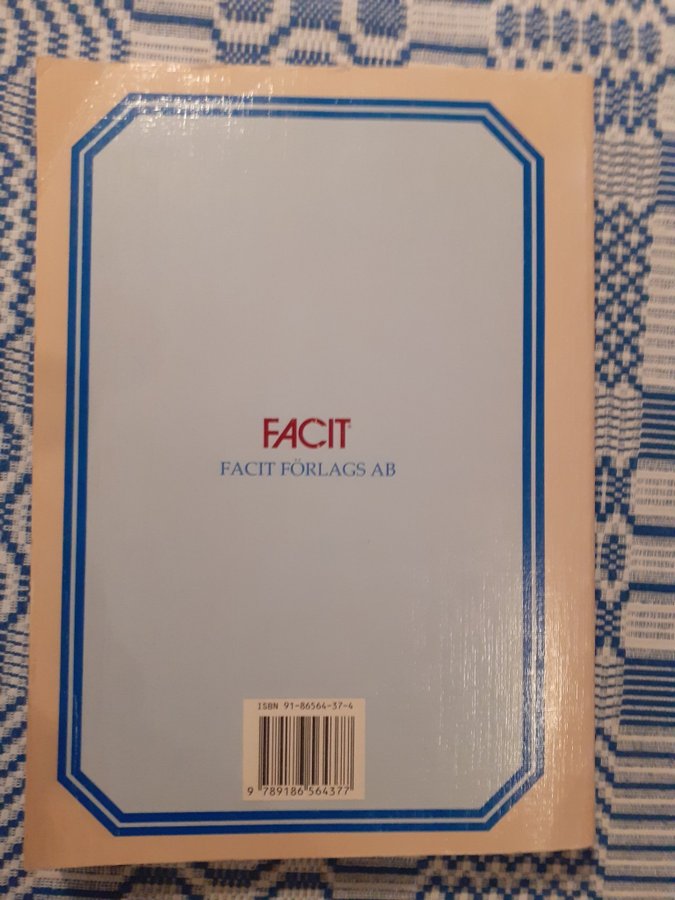 FACIT
FACIT FÖRLAGS AB
ISBN 91-86564-37-4
9 789186 564377